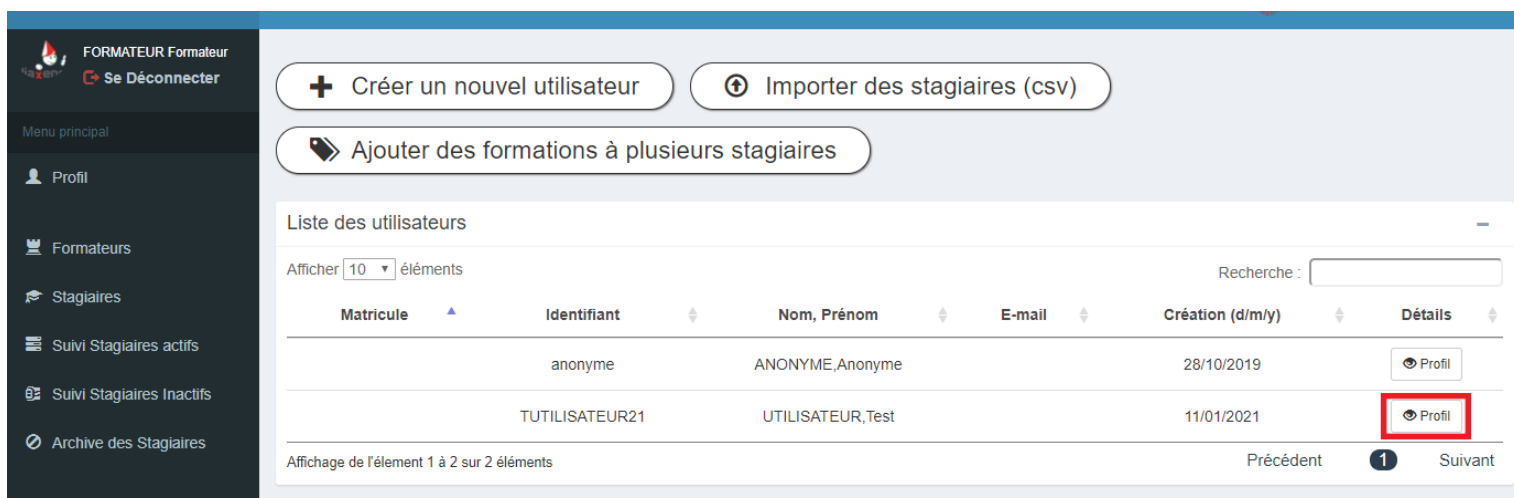 FORMATEUR Formateur
Se Déconnecter
Menu principal
Profil
Formateurs
Stagiaires
Suivi Stagiaires actifs
Suivi Stagiaires Inactifs
Archive des Stagiaires
Créer un nouvel utilisateur
Importer des stagiaires (csv)
Ajouter des formations à plusieurs stagiaires
Liste des utilisateurs
Afficher 10 éléments
Recherche :
Matricule Identifiant Nom, Prénom E-mail Création (d/m/y) Détails
anonyme ANONYME,Anonyme 28/10/2019 Profil
TUTILISATEUR21 UTILISATEUR,Test 11/01/2021 Profil
Affichage de l'élement 1 à 2 sur 2 éléments
Précédent 1 Suivant